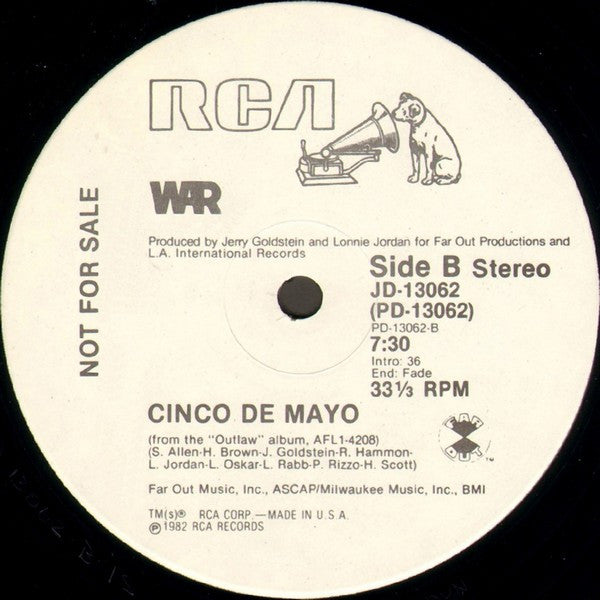 RCA
WAR
NOT FOR SALE
Produced by Jerry Goldstein and Lonnie Jordan for Far Out Productions and
L.A. International Records
Side B Stereo
JD-13062
(PD-13062)
PD-13062-B
7:30
Intro: 36
End: Fade
33⅓ RPM
CINCO DE MAYO
(from the "Outlaw" album, AFL1-4208)
(S. Allen-H. Brown-J. Goldstein-R. Hammon-
L. Jordan-L. Oskar-L. Rabb-P. Rizzo-H. Scott)
FAR
OUT
TM
Far Out Music, Inc., ASCAP/Milwaukee Music, Inc., BMI
TM(s)® RCA CORP.—MADE IN U.S.A.
℗ 1982 RCA RECORDS